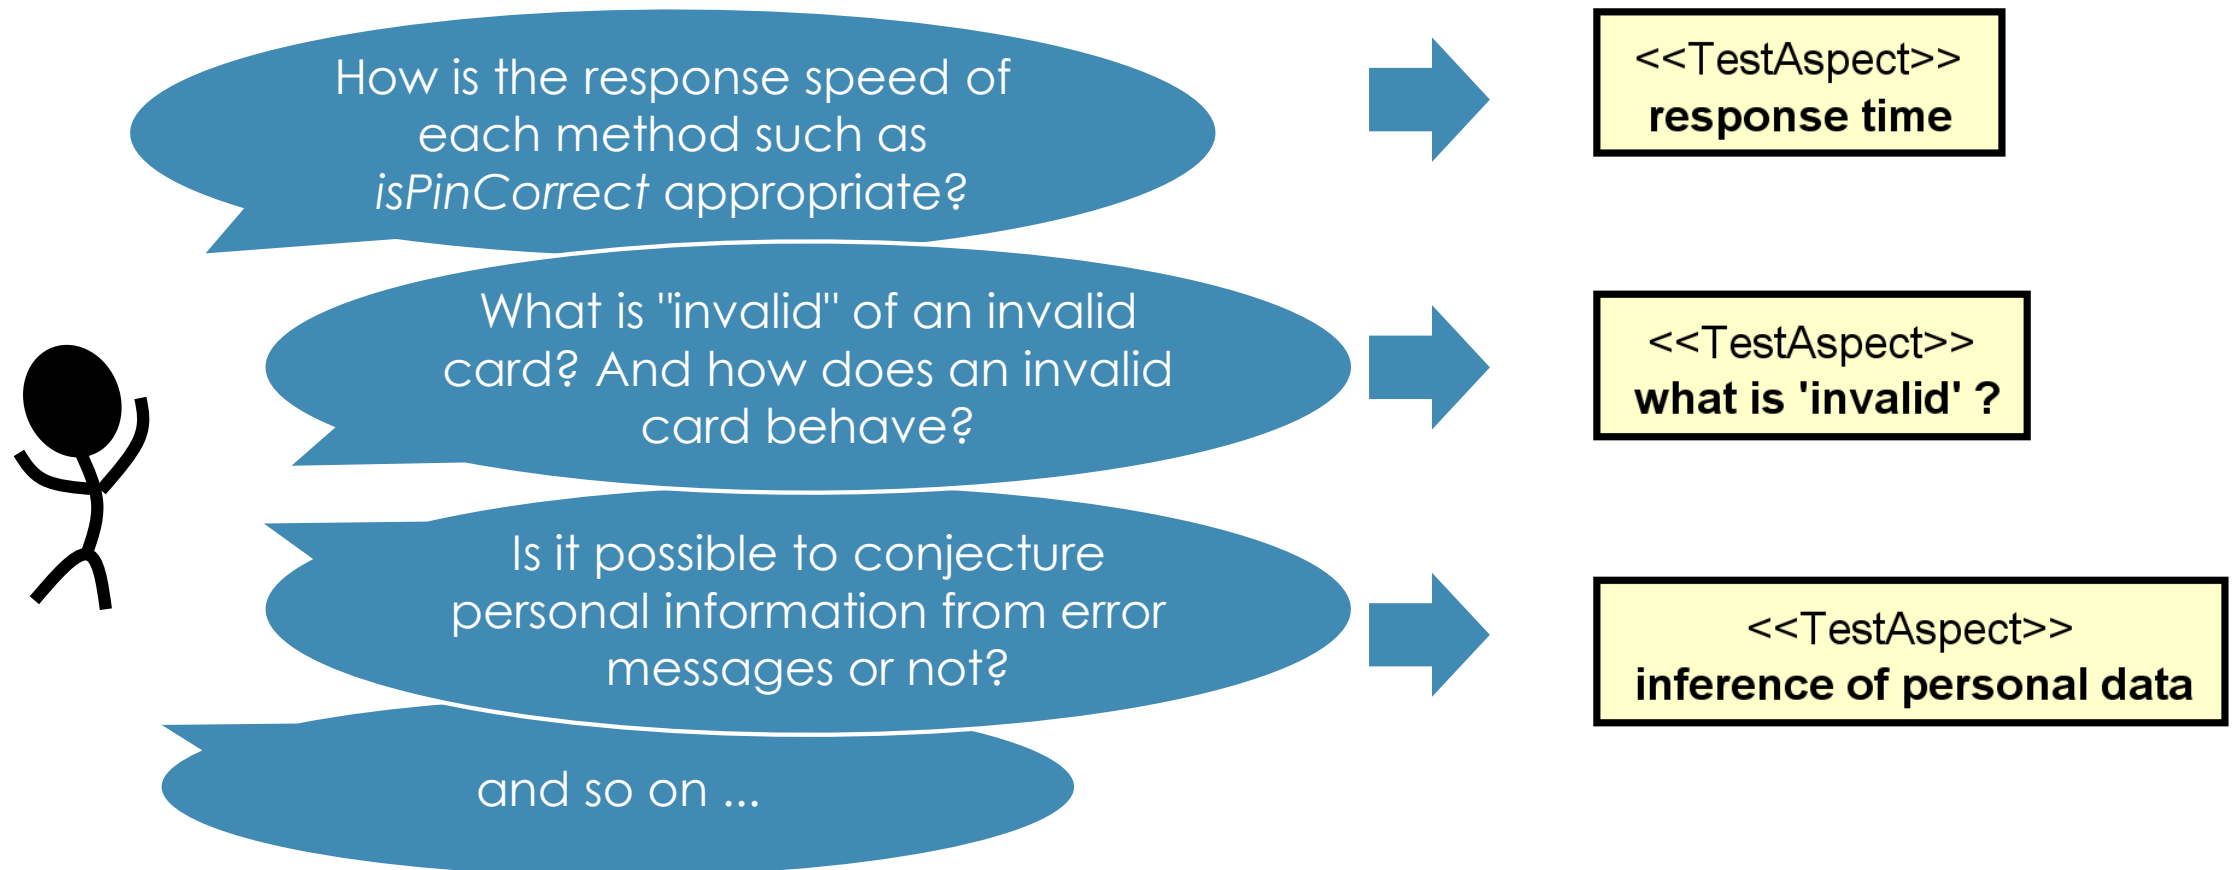 How is the response speed of
each method such as
isPinCorrect appropriate?
<<TestAspect>>
response time
What is "invalid" of an invalid
card? And how does an invalid
card behave?
<<TestAspect>>
what is 'invalid' ?
Is it possible to conjecture
personal information from error
messages or not?
<<TestAspect>>
inference of personal data
and so on ...